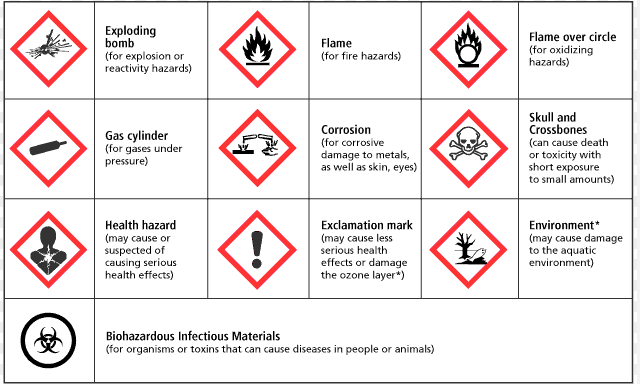 Exploding
bomb
(for explosion or
reactivity hazards)
Flame
(for fire hazards)
Flame over circle
(for oxidizing
hazards)
Gas cylinder
(for gases under
pressure)
Corrosion
(for corrosive
damage to metals,
as well as skin, eyes)
Skull and
Crossbones
(can cause death
or toxicity with
short exposure
to small amounts)
Health hazard
(may cause or
suspected of
causing serious
health effects)
Exclamation mark
(may cause less
serious health
effects or damage
the ozone layer*)
Environment*
(may cause damage
to the aquatic
environment)
Biohazardous Infectious Materials
(for organisms or toxins that can cause diseases in people or animals)